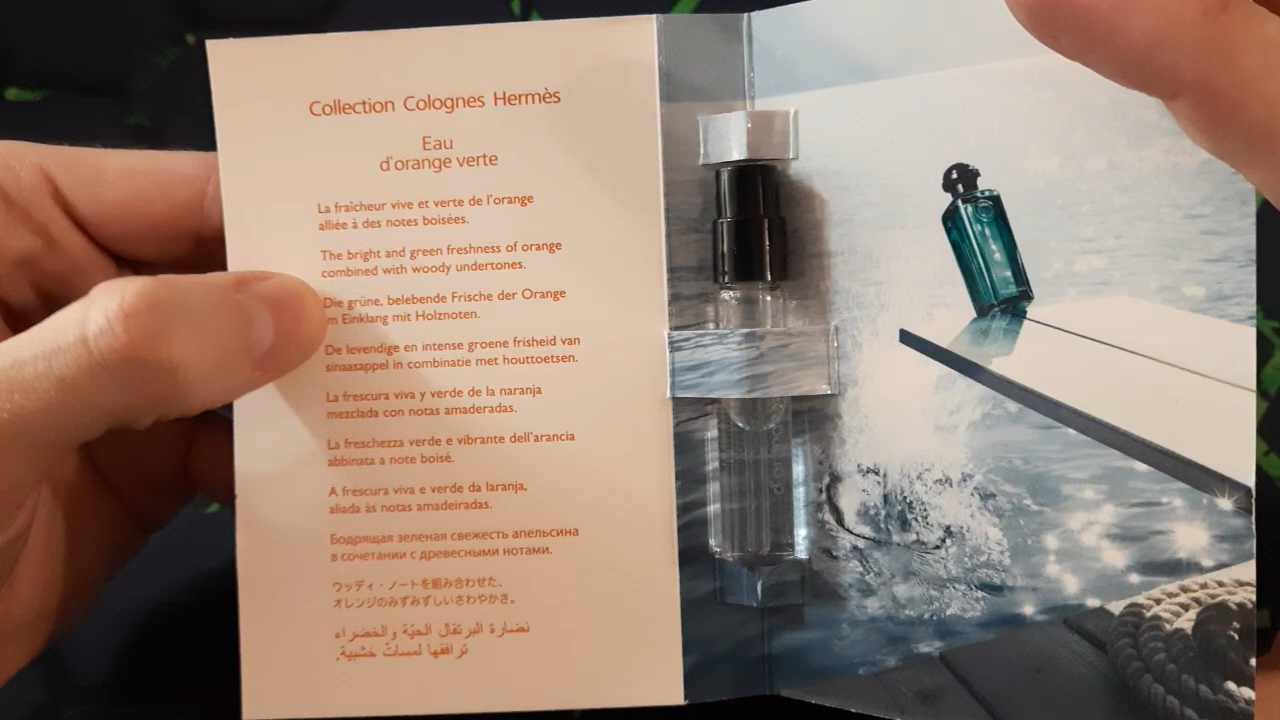 Collection Colognes Hermès
Eau
d'orange verte
La fraîcheur vive et verte de l'orange
alliée à des notes boisées.
The bright and green freshness of orange
combined with woody undertones.
Die grüne, belebende Frische der Orange
m Einklang mit Holznoten.
De levendige en intense groene frisheid van
sinaasappel in combinatie met houttoetsen.
La frescura viva y verde de la naranja
mezclada con notas amaderadas.
La freschezza verde e vibrante dell'arancia
abbinata a note boisé.
A frescura viva e verde da laranja,
aliada às notas amadeiradas.
Бодрящая зеленая свежесть апельсина
в сочетании с древесными нотами.
ウッディ・ノートを組み合わせた、
オレンジのみずみずしいさわやかさ。
نضارة البرتقال الحيّة والخضراء
ترافقها لمسات خشبية.